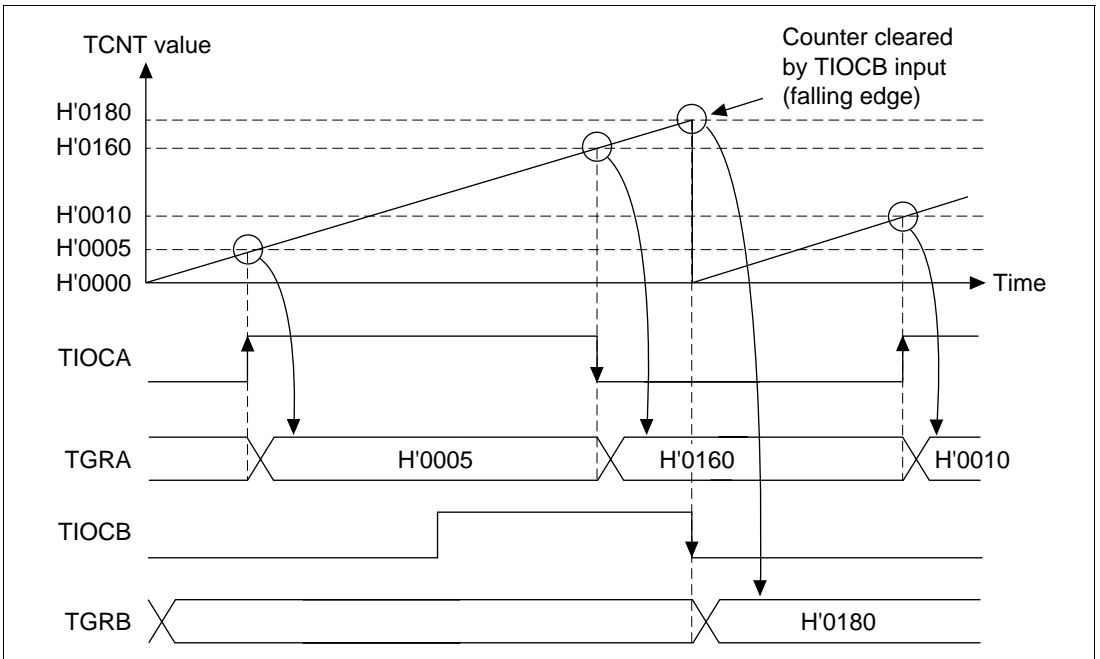 TCNT value
Counter cleared
by TIOCB input
(falling edge)
H'0180
H'0160
H'0010
H'0005
H'0000
Time
TIOCA
TGRA
H'0005
H'0160
H'0010
TIOCB
TGRB
H'0180